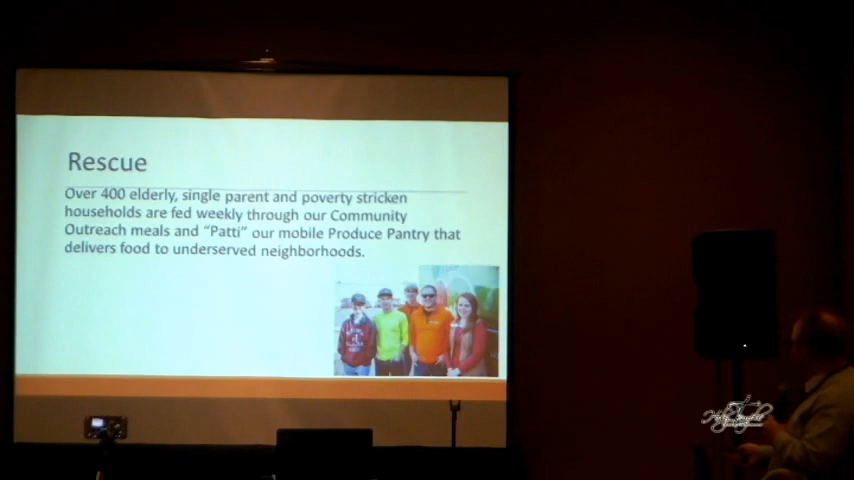 Rescue
Over 400 elderly, single parent and poverty stricken
households are fed weekly through our Community
Outreach meals and “Patti” our mobile Produce Pantry that
delivers food to underserved neighborhoods.